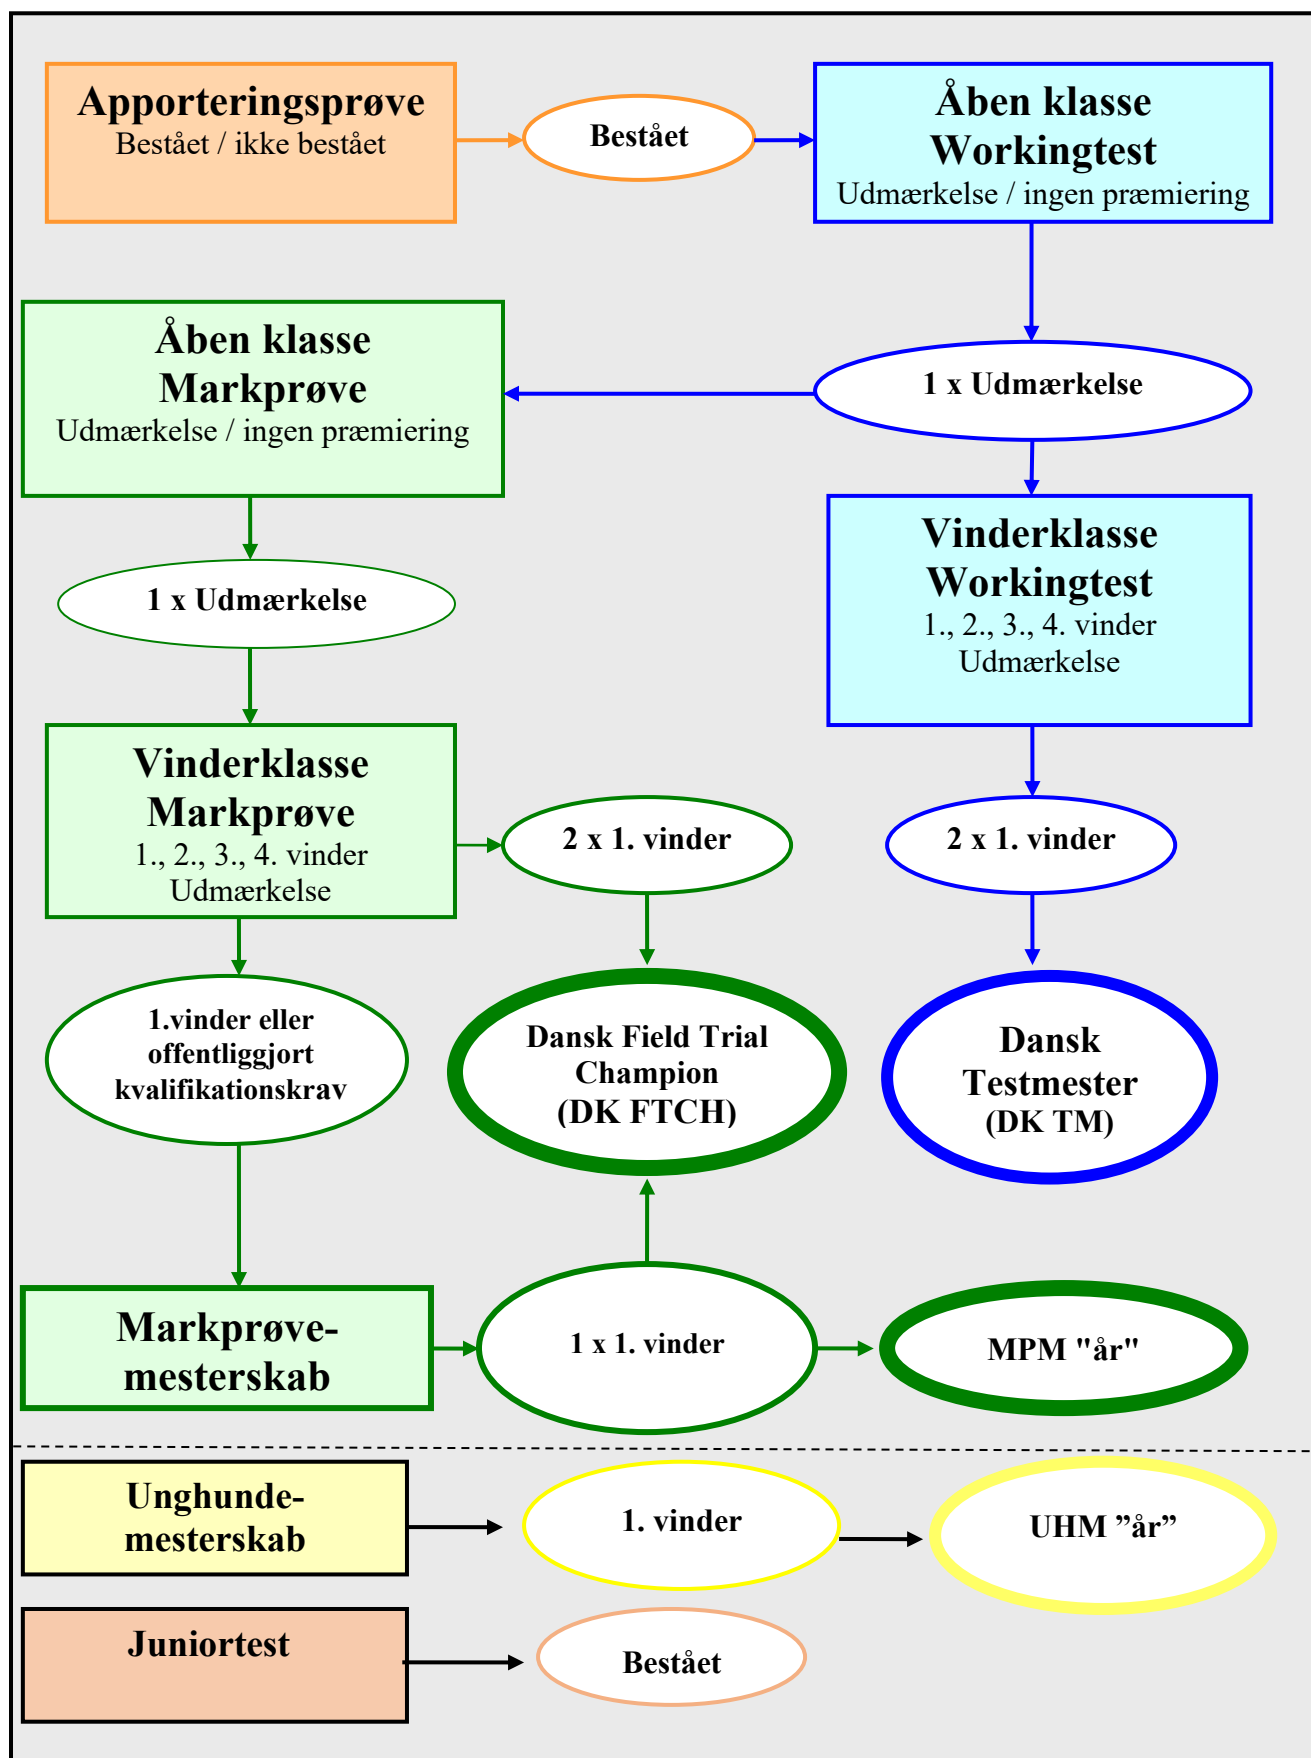 Apporteringsprøve
Bestået / ikke bestået
Bestået
Åben klasse
Workingtest
Udmærkelse / ingen præmiering
Åben klasse
Markprøve
Udmærkelse / ingen præmiering
1 x Udmærkelse
1 x Udmærkelse
Vinderklasse
Workingtest
1., 2., 3., 4. vinder
Udmærkelse
Vinderklasse
Markprøve
1., 2., 3., 4. vinder
Udmærkelse
2 x 1. vinder
2 x 1. vinder
1.vinder eller
offentliggjort
kvalifikationskrav
Dansk Field Trial
Champion
(DK FTCH)
Dansk
Testmester
(DK TM)
Markprøve-
mesterskab
1 x 1. vinder
MPM "år"
Unghunde-
mesterskab
1. vinder
UHM ”år”
Juniortest
Bestået